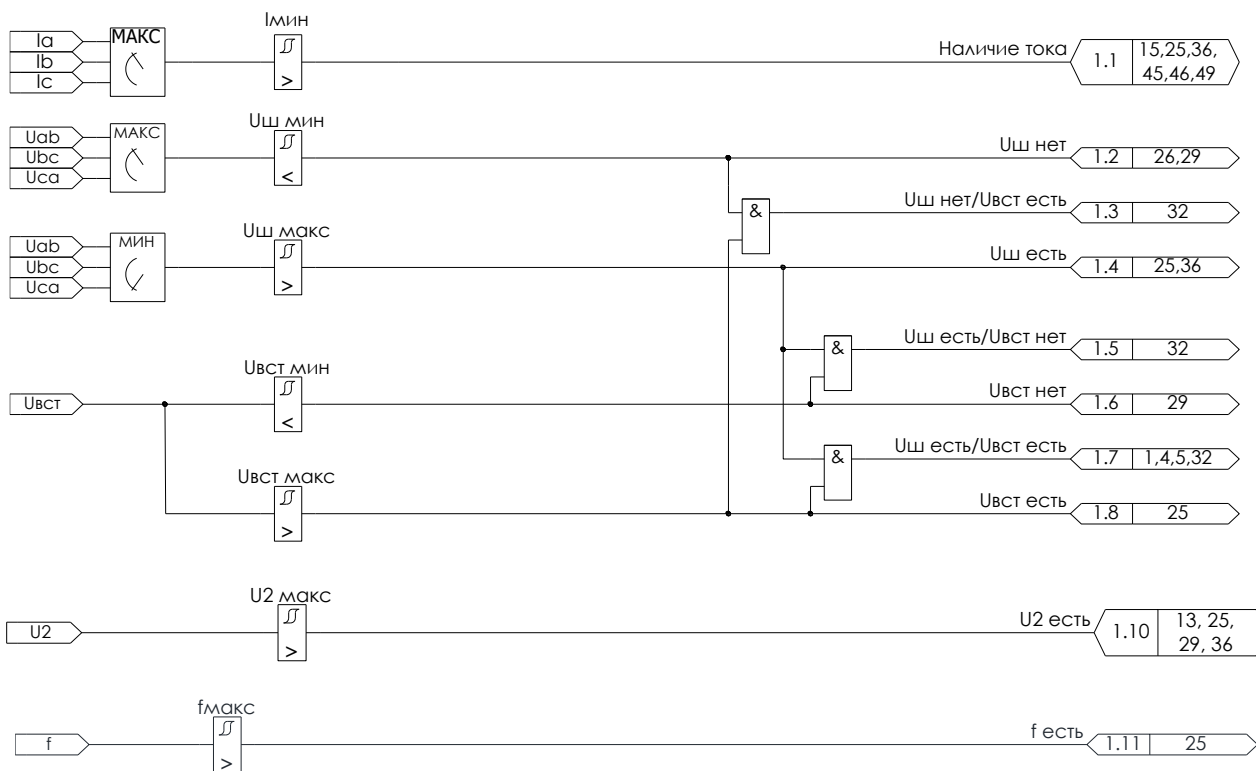 Iмин
Ia
Ib
Ic
МАКС
>
Наличие тока
1.1
15,25,36,
45,46,49
Uш мин
Uab
Ubc
Uca
МАКС
<
Uш нет
1.2
26,29
&
Uш нет/Uвст есть
1.3
32
Uш макс
Uab
Ubc
Uca
МИН
>
Uш есть
1.4
25,36
&
Uш есть/Uвст нет
1.5
32
Uвст мин
Uвст
<
Uвст нет
1.6
29
&
Uш есть/Uвст есть
1.7
1,4,5,32
Uвст макс
>
Uвст есть
1.8
25
U2 макс
U2
>
U2 есть
1.10
13, 25,
29, 36
fмакс
f
>
f есть
1.11
25